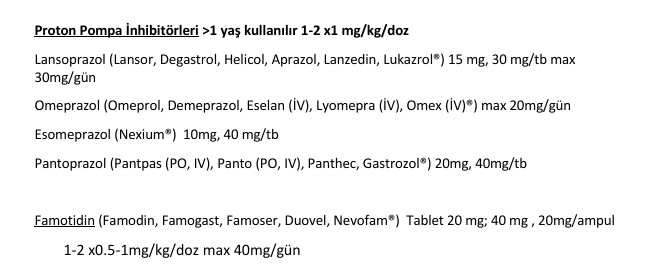 Proton Pompa İnhibitörleri >1 yaş kullanılır 1-2 x1 mg/kg/doz
Lansoprazol (Lansor, Degastrol, Helicol, Aprazol, Lanzedin, Lukazrol®) 15 mg, 30 mg/tb max
30mg/gün
Omeprazol (Omeprol, Demeprazol, Eselan (İV), Lyomepra (İV), Omex (İV)®) max 20mg/gün
Esomeprazol (Nexium®)  10mg, 40 mg/tb
Pantoprazol (Pantpas (PO, IV), Panto (PO, IV), Panthec, Gastrozol®) 20mg, 40mg/tb
Famotidin (Famodin, Famogast, Famoser, Duovel, Nevofam®)  Tablet 20 mg; 40 mg , 20mg/ampul
1-2 x0.5-1mg/kg/doz max 40mg/gün